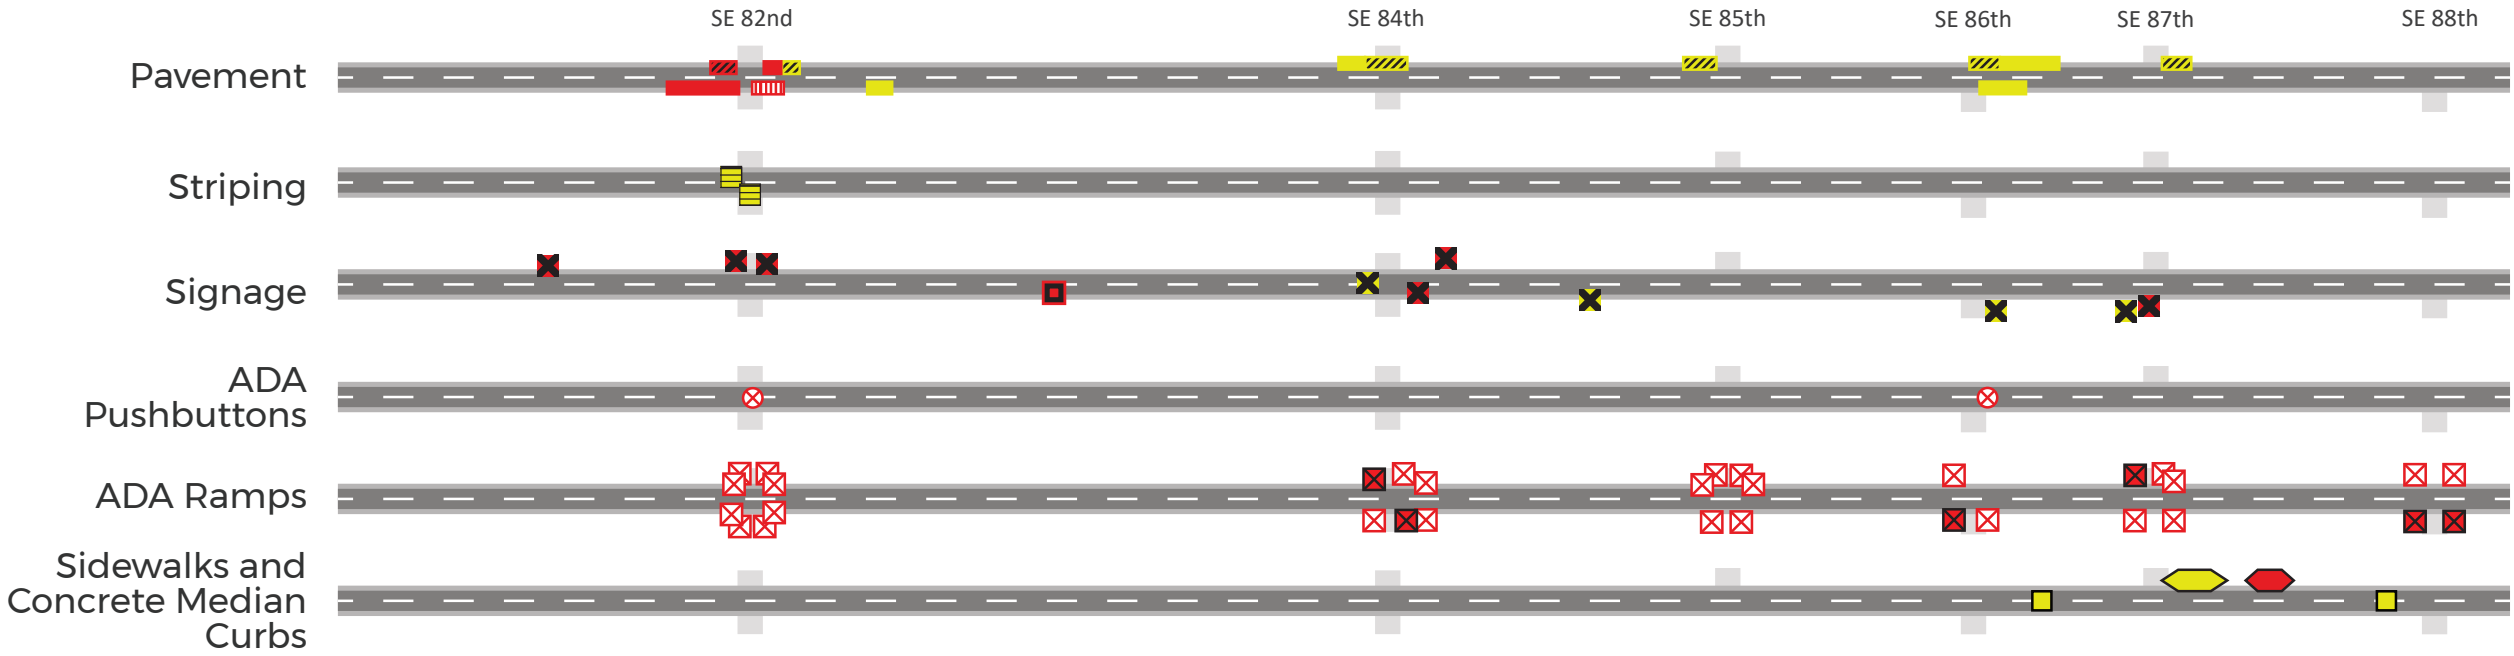 SE 82nd SE 84th SE 85th SE 86th SE 87th SE 88th
Pavement
Striping
Signage
ADA
Pushbuttons
ADA Ramps
Sidewalks and
Concrete Median
Curbs